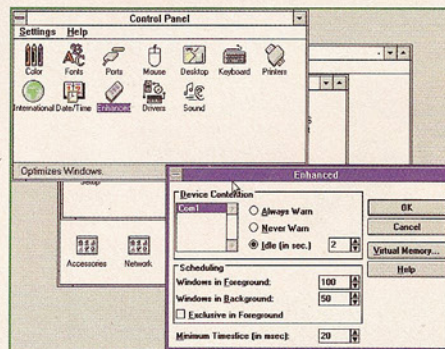 Control Panel
Settings Help
Color Fonts Ports Mouse Desktop Keyboard Printers
International Date/Time Enhanced Drivers Sound
Optimizes Windows.
Setup
Accessories Network
Enhanced
Device Contention
Com1
Always Warn
Never Warn
Idle (in sec.) 2
OK
Cancel
Virtual Memory...
Help
Scheduling
Windows in Foreground: 100
Windows in Background: 50
Exclusive in Foreground
Minimum Timeslice (in msec): 20